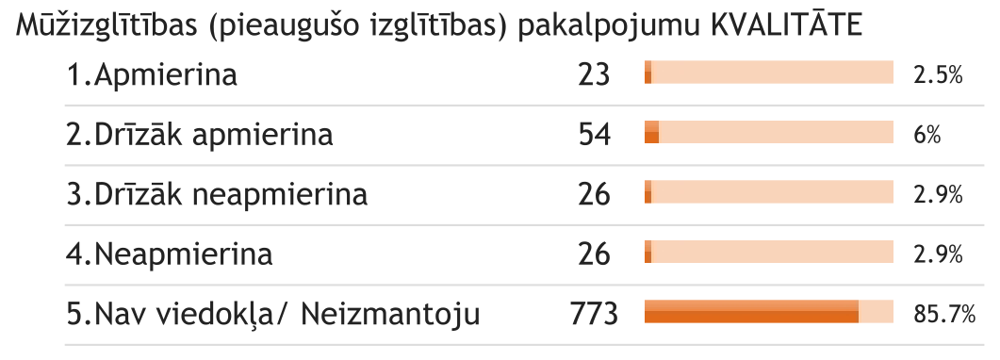 Mūžizglītības (pieaugušo izglītības) pakalpojumu KVALITĀTE
1.Apmierina 23 2.5%
2.Drīzāk apmierina 54 6%
3.Drīzāk neapmierina 26 2.9%
4.Neapmierina 26 2.9%
5.Nav viedokļa/ Neizmantoju 773 85.7%